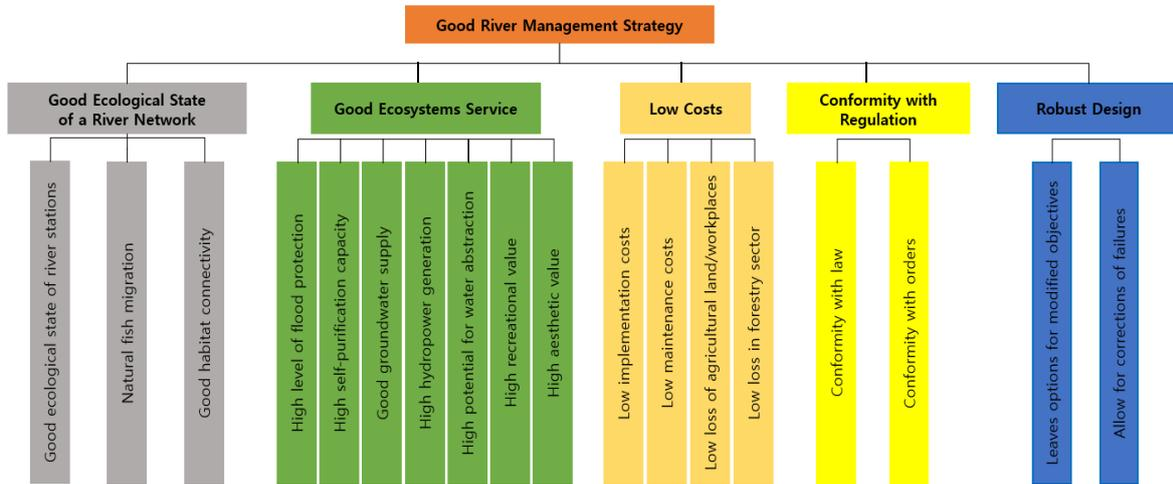 Good River Management Strategy
Good Ecological State
of a River Network
Good Ecosystems Service
Low Costs
Conformity with
Regulation
Robust Design
Good ecological state of river stations
Natural fish migration
Good habitat connectivity
High level of flood protection
High self-purification capacity
Good groundwater supply
High hydropower generation
High potential for water abstraction
High recreational value
High aesthetic value
Low implementation costs
Low maintenance costs
Low loss of agricultural land/workplaces
Low loss in forestry sector
Conformity with law
Conformity with orders
Leaves options for modified objectives
Allow for corrections of failures